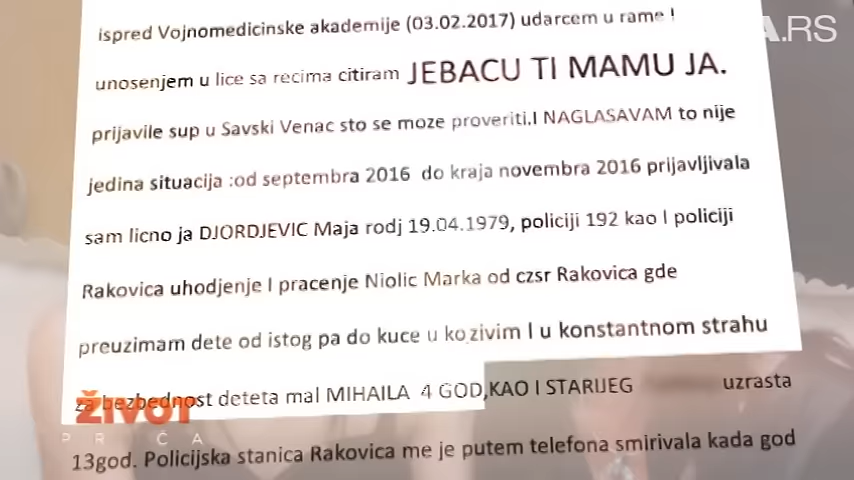 ispred Vojnomedicinske akademije (03.02.2017) udarcem u rame !
A.RS
unosenjem u lice sa recima citiram JEBACU TI MAMU JA.
prijavile sup u Savski Venac sto se moze proveriti.I NAGLASAVAM to nije
jedina situacija :od septembra 2016 do kraja novembra 2016 prijavljivala
sam licno ja DJORDJEVIC Maja rodj 19.04.1979, policiji 192 kao I policiji
Rakovica uhodjenje I pracenje Niolic Marka od czsr Rakovica gde
preuzimam dete od istog pa do kuce u ko zivim I u konstantnom strahu
za bezbednost deteta mal MIHAILA 4 GOD,KAO I STARIJEG uzrasta
ŽIVOT
PRIČA
13god. Policijska stanica Rakovica me je putem telefona smirivala kada god